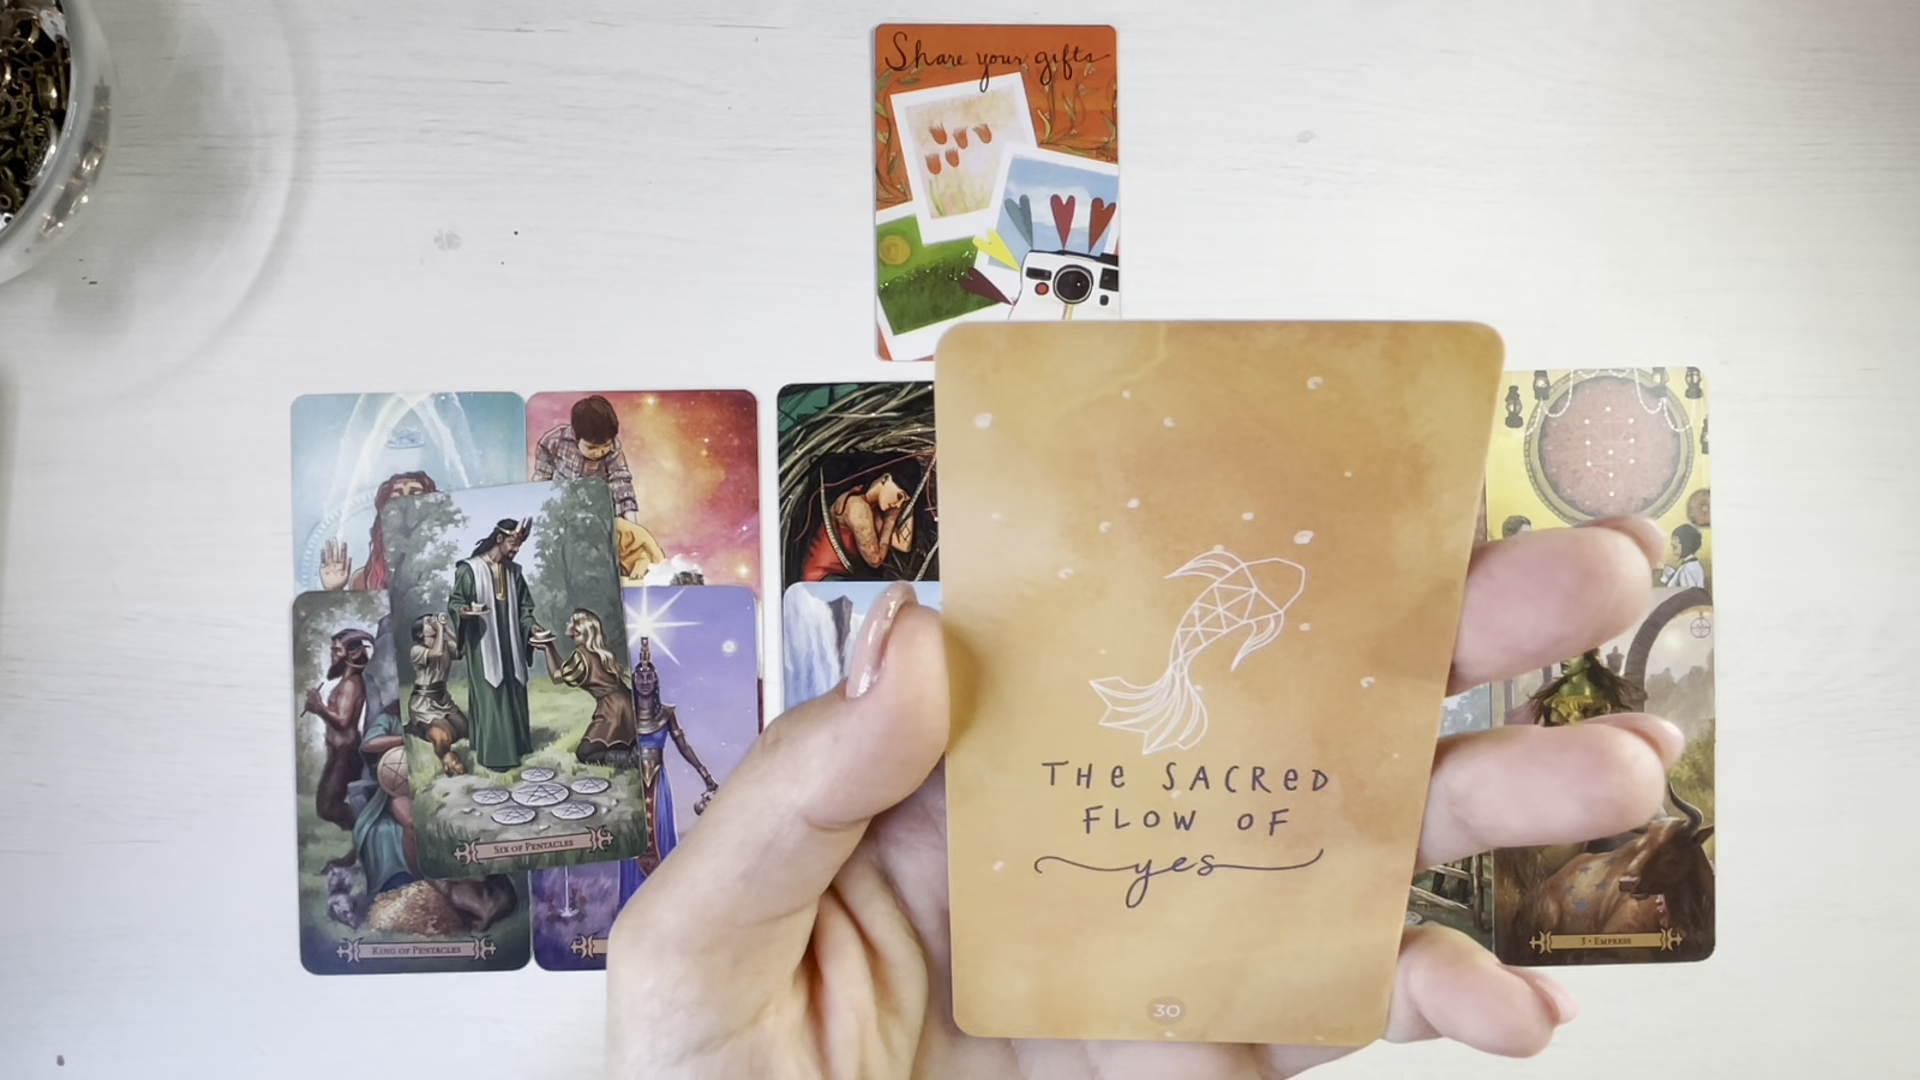 Share your gifts
THE SACRED
FLOW OF
yes
30
SIX OF PENTACLES
KING OF PENTACLES
3 • EMPRESS